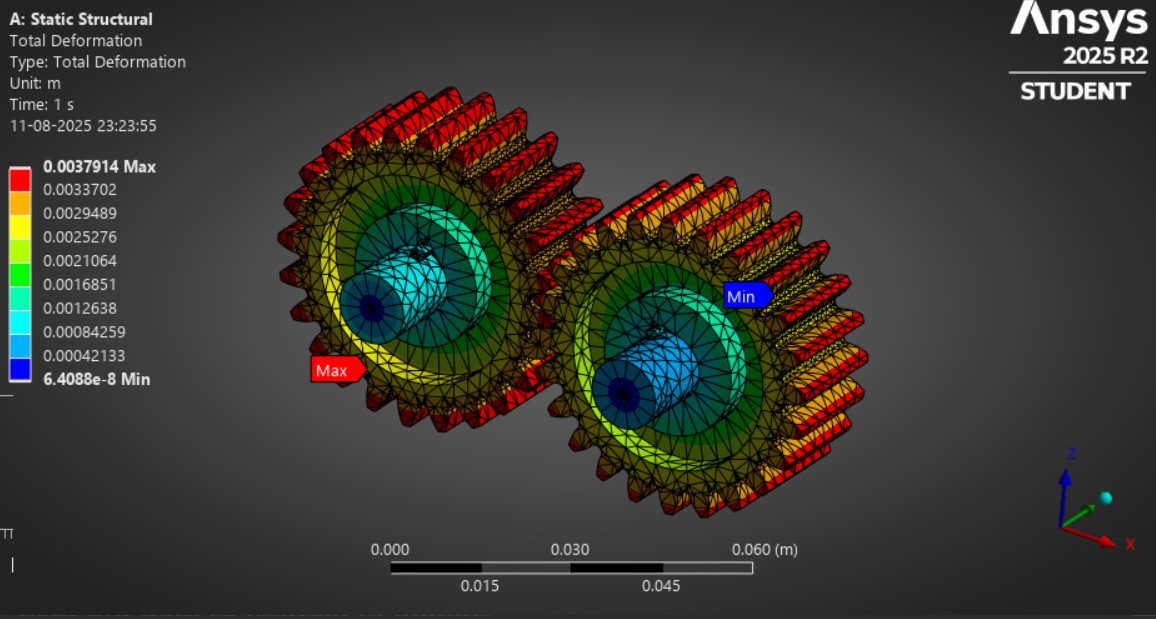 A: Static Structural
Total Deformation
Type: Total Deformation
Unit: m
Time: 1 s
11-08-2025 23:23:55
Ansys
2025 R2
STUDENT
0.0037914 Max
0.0033702
0.0029489
0.0025276
0.0021064
0.0016851
0.0012638
0.00084259
0.00042133
6.4088e-8 Min
Min
Max
Z
X
0.000 0.030 0.060 (m)
0.015 0.045